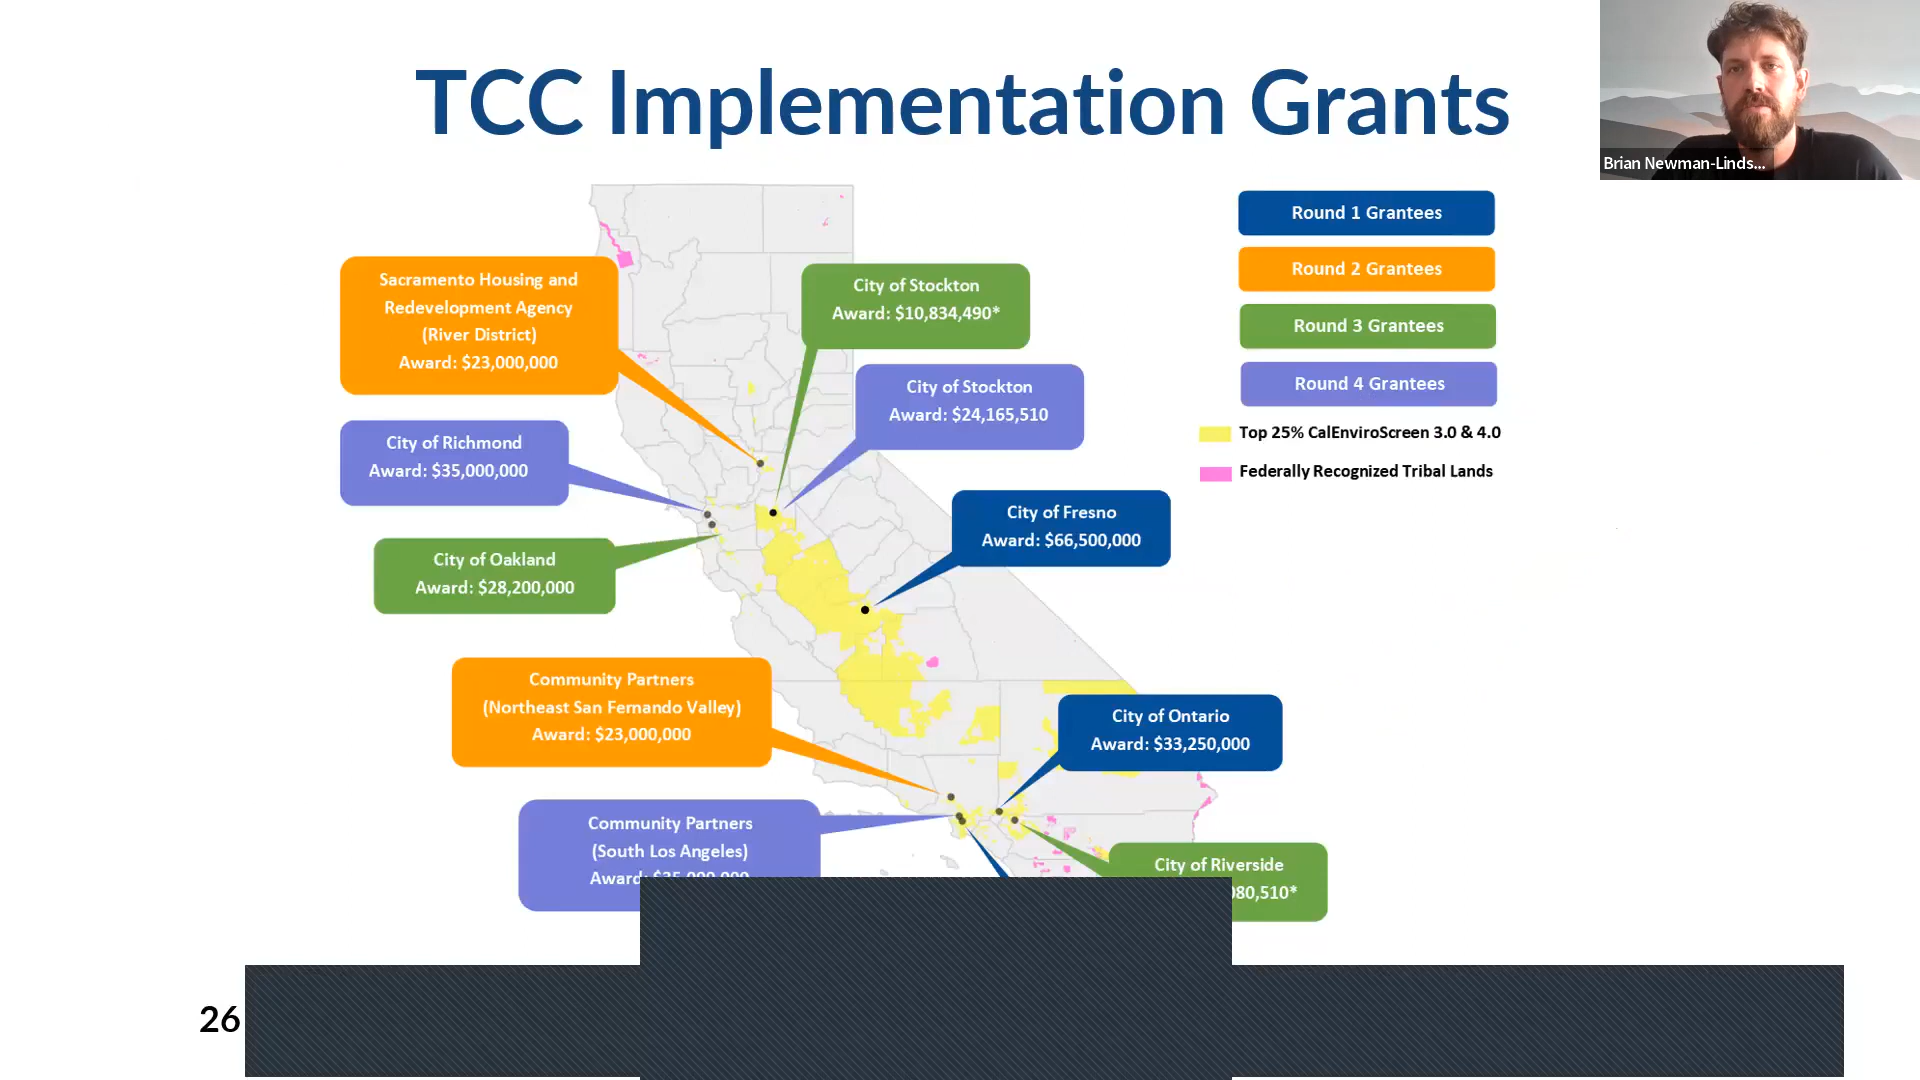 TCC Implementation Grants
Brian Newman-Linds...
Round 1 Grantees
Round 2 Grantees
Round 3 Grantees
Round 4 Grantees
Top 25% CalEnviroScreen 3.0 & 4.0
Federally Recognized Tribal Lands
Sacramento Housing and
Redevelopment Agency
(River District)
Award: $23,000,000
City of Stockton
Award: $10,834,490*
City of Stockton
Award: $24,165,510
City of Richmond
Award: $35,000,000
City of Fresno
Award: $66,500,000
City of Oakland
Award: $28,200,000
Community Partners
(Northeast San Fernando Valley)
Award: $23,000,000
City of Ontario
Award: $33,250,000
Community Partners
(South Los Angeles)
Award: $35,000,000
City of Riverside
080,510*
26